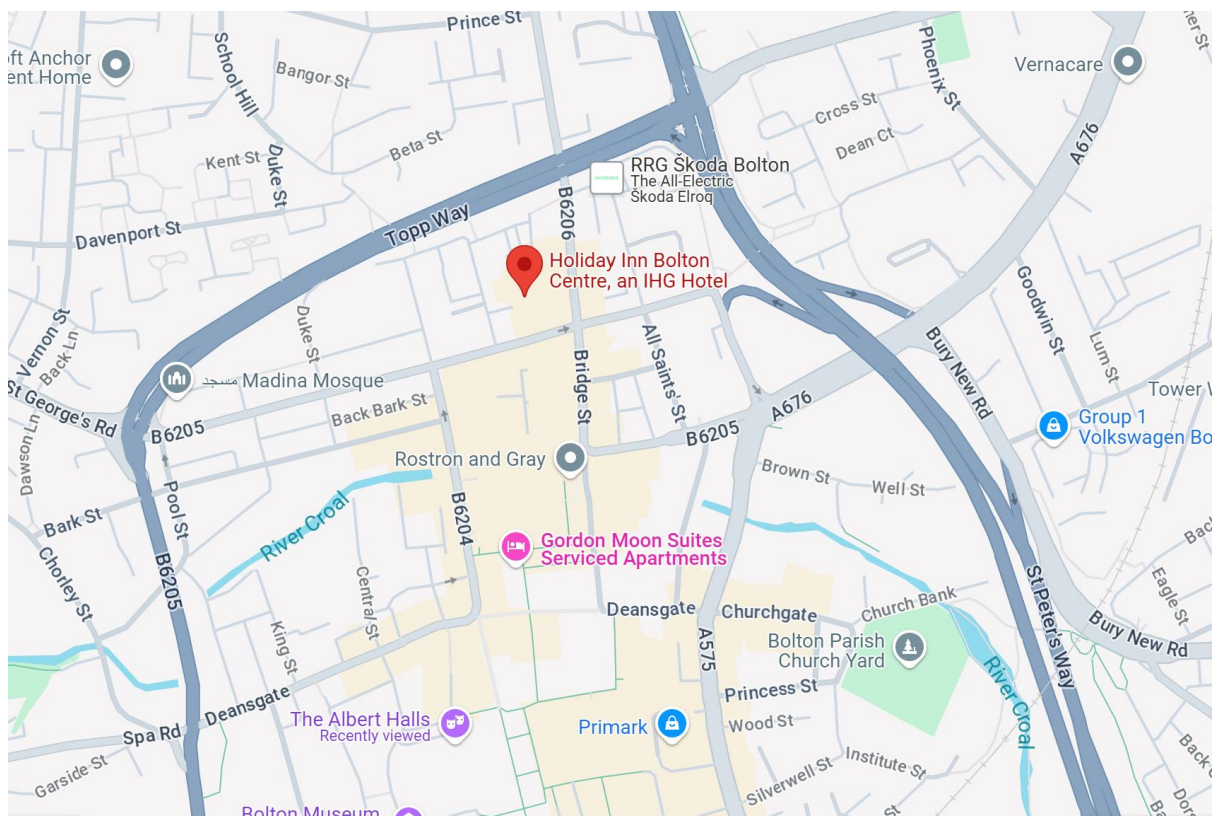 Prince St
School Hill
oft Anchor
ent Home
Bangor St
Phoenix St
Vernacare
Cross St
Dean Ct
A676
Beta St
Kent St
Duke St
RRG Škoda Bolton
The All-Electric
Škoda Elroq
B6206
Topp Way
Davenport St
Holiday Inn Bolton
Centre, an IHG Hotel
Goodwin St
Vernon St
Back Ln
Duke St
All Saints' St
Bury New Rd
Lum St
مسجد Madina Mosque
Bridge St
Tower
St George's Rd
Back Bark St
A676
Group 1
Volkswagen Bo
B6205
B6205
Dawson Ln
Rostron and Gray
Brown St
Well St
Pool St
Bark St
River Croal
B6204
Chorley St
Gordon Moon Suites
Serviced Apartments
Back
B6205
Central St
St Peter's Way
Eagle St
Deansgate
Churchgate
Church Bank
King St
A575
Bolton Parish
Church Yard
Bury New Rd
River Croal
Deansgate
Princess St
The Albert Halls
Recently viewed
Primark
Wood St
Spa Rd
Garside St
Institute St
Silverwell St
Back
Bolton Museum
St